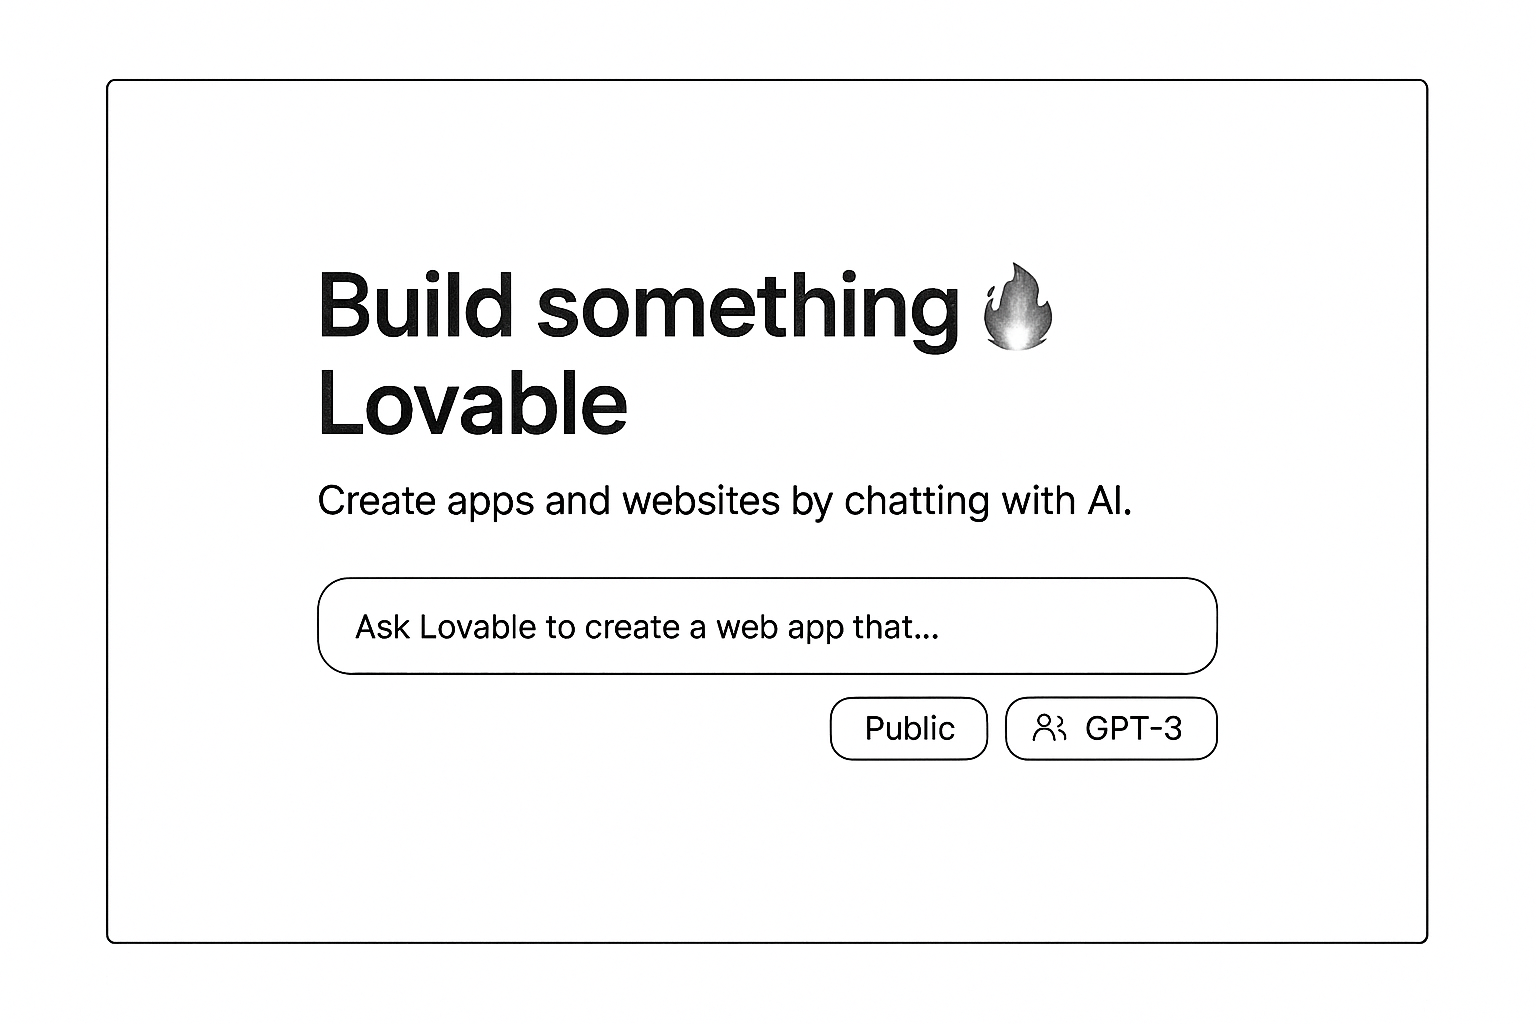 Build something 🔥
Lovable
Create apps and websites by chatting with AI.
Ask Lovable to create a web app that...
Public
GPT-3